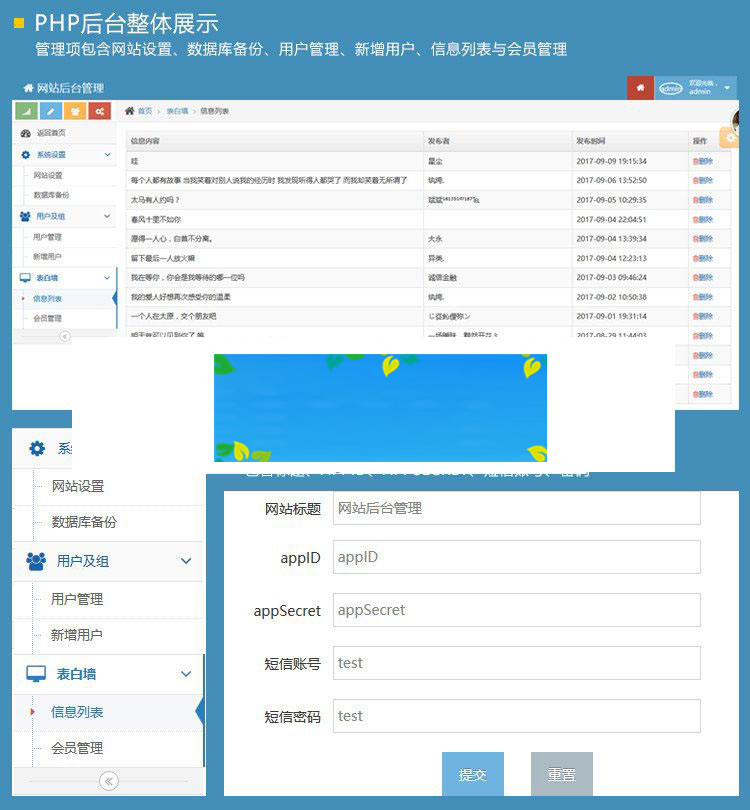 PHP后台整体展示
管理项包含网站设置、数据库备份、用户管理、新增用户、信息列表与会员管理
网站后台管理
admin
欢迎光临,
admin
首页 > 表白墙 > 信息列表
返回首页
系统设置
网站设置
数据库备份
用户及组
用户管理
新增用户
表白墙
信息列表
会员管理
信息内容 发布者 发布时间 操作
哇 星尘 2017-09-09 19:15:34 删除
每个人都有故事 当我笑着对别人说我的经历时 我发现听得人都哭了 而我却笑着无所谓了 纨绔. 2017-09-06 13:52:50 删除
太马有人约吗? 2017-09-05 10:29:35 删除
春风十里不如你 2017-09-04 22:04:51 删除
愿得一人心,白首不分离。 大永 2017-09-04 13:39:34 删除
留下最后一人放火嘛 异美. 2017-09-04 12:23:13 删除
我在等你,你会是我等待的哪一位吗 诚信金融 2017-09-03 09:46:24 删除
我的爱人好想再次感受你的温柔 纨绔. 2017-09-02 10:50:38 删除
一个人在太原,交个朋友吧 2017-09-01 19:31:14 删除
2017-08-29 11:44:03 删除
删除
删除
删除
网站设置
数据库备份
用户及组
用户管理
新增用户
表白墙
信息列表
会员管理
网站标题 网站后台管理
appID appID
appSecret appSecret
短信账号 test
短信密码 test
提交 重置